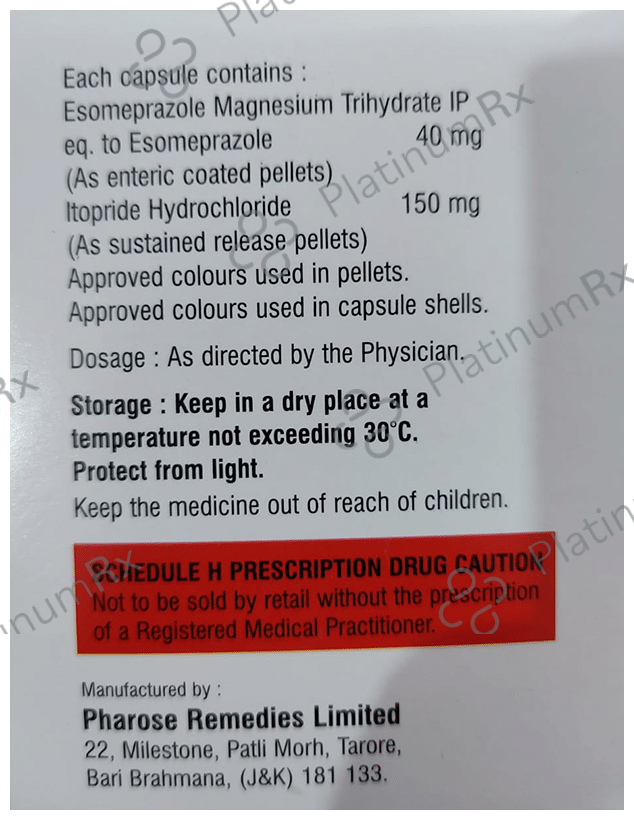 Each capsule contains :
Esomeprazole Magnesium Trihydrate IP
eq. to Esomeprazole 40 mg
(As enteric coated pellets)
Itopride Hydrochloride 150 mg
(As sustained release pellets)
Approved colours used in pellets.
Approved colours used in capsule shells.
Dosage : As directed by the Physician.
Storage : Keep in a dry place at a
temperature not exceeding 30°C.
Protect from light.
Keep the medicine out of reach of children.
SCHEDULE H PRESCRIPTION DRUG CAUTION
Not to be sold by retail without the prescription
of a Registered Medical Practitioner.
Manufactured by :
Pharose Remedies Limited
22, Milestone, Patli Morh, Tarore,
Bari Brahmana, (J&K) 181 133.
PlatinumRx
PlatinumRx